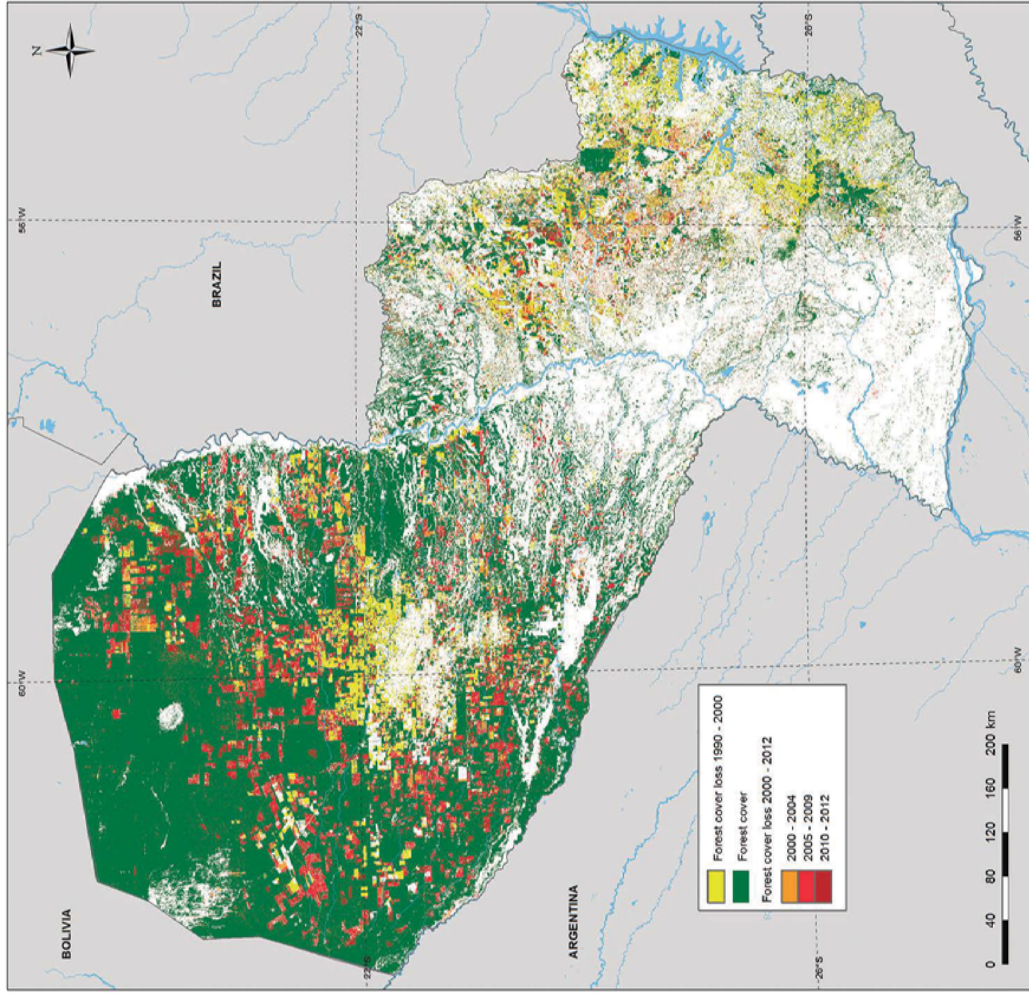 N
22°S
26°S
56°W
BRAZIL
BOLIVIA
60°W
56°W
60°W
ARGENTINA
22°S
26°S
Forest cover loss 1990 - 2000
Forest cover
Forest cover loss 2000 - 2012
2000 - 2004
2005 - 2009
2010 - 2012
0 40 80 120 160 200 km